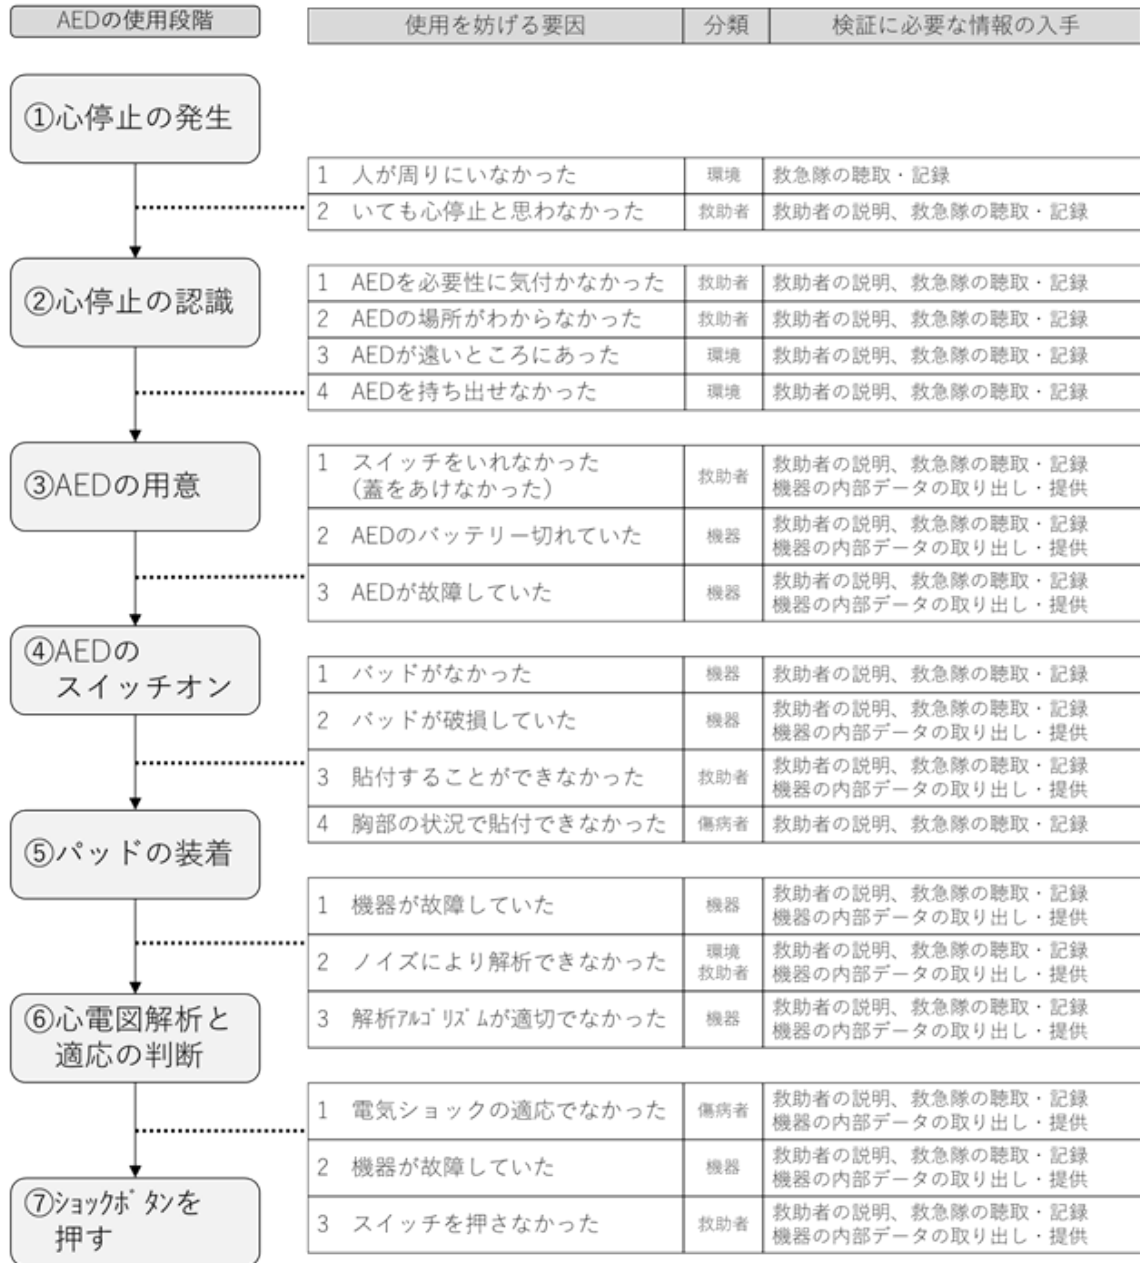 AEDの使用段階
使用を妨げる要因 分類 検証に必要な情報の入手
①心停止の発生
1 人が周りにいなかった 環境 救急隊の聴取・記録
2 いても心停止と思わなかった 救助者 救助者の説明、救急隊の聴取・記録
②心停止の認識
1 AEDを必要性に気付かなかった 救助者 救助者の説明、救急隊の聴取・記録
2 AEDの場所がわからなかった 救助者 救助者の説明、救急隊の聴取・記録
3 AEDが遠いところにあった 環境 救助者の説明、救急隊の聴取・記録
4 AEDを持ち出せなかった 環境 救助者の説明、救急隊の聴取・記録
③AEDの用意
1 スイッチをいれなかった
(蓋をあけなかった)
救助者
救助者の説明、救急隊の聴取・記録
機器の内部データの取り出し・提供
2 AEDのバッテリー切れていた 機器
救助者の説明、救急隊の聴取・記録
機器の内部データの取り出し・提供
3 AEDが故障していた 機器
救助者の説明、救急隊の聴取・記録
機器の内部データの取り出し・提供
④AEDの
スイッチオン
1 バッドがなかった 機器 救助者の説明、救急隊の聴取・記録
2 バッドが破損していた 機器
救助者の説明、救急隊の聴取・記録
機器の内部データの取り出し・提供
3 貼付することができなかった 救助者
救助者の説明、救急隊の聴取・記録
機器の内部データの取り出し・提供
4 胸部の状況で貼付できなかった 傷病者 救助者の説明、救急隊の聴取・記録
⑤パッドの装着
1 機器が故障していた 機器
救助者の説明、救急隊の聴取・記録
機器の内部データの取り出し・提供
2 ノイズにより解析できなかった
環境
救助者
救助者の説明、救急隊の聴取・記録
機器の内部データの取り出し・提供
3 解析ｱﾙｺﾞﾘｽﾞﾑが適切でなかった 機器
救助者の説明、救急隊の聴取・記録
機器の内部データの取り出し・提供
⑥心電図解析と
適応の判断
1 電気ショックの適応でなかった 傷病者
救助者の説明、救急隊の聴取・記録
機器の内部データの取り出し・提供
2 機器が故障していた 機器
救助者の説明、救急隊の聴取・記録
機器の内部データの取り出し・提供
3 スイッチを押さなかった 救助者
救助者の説明、救急隊の聴取・記録
機器の内部データの取り出し・提供
⑦ｼｮｯｸﾎﾞﾀﾝを
押す